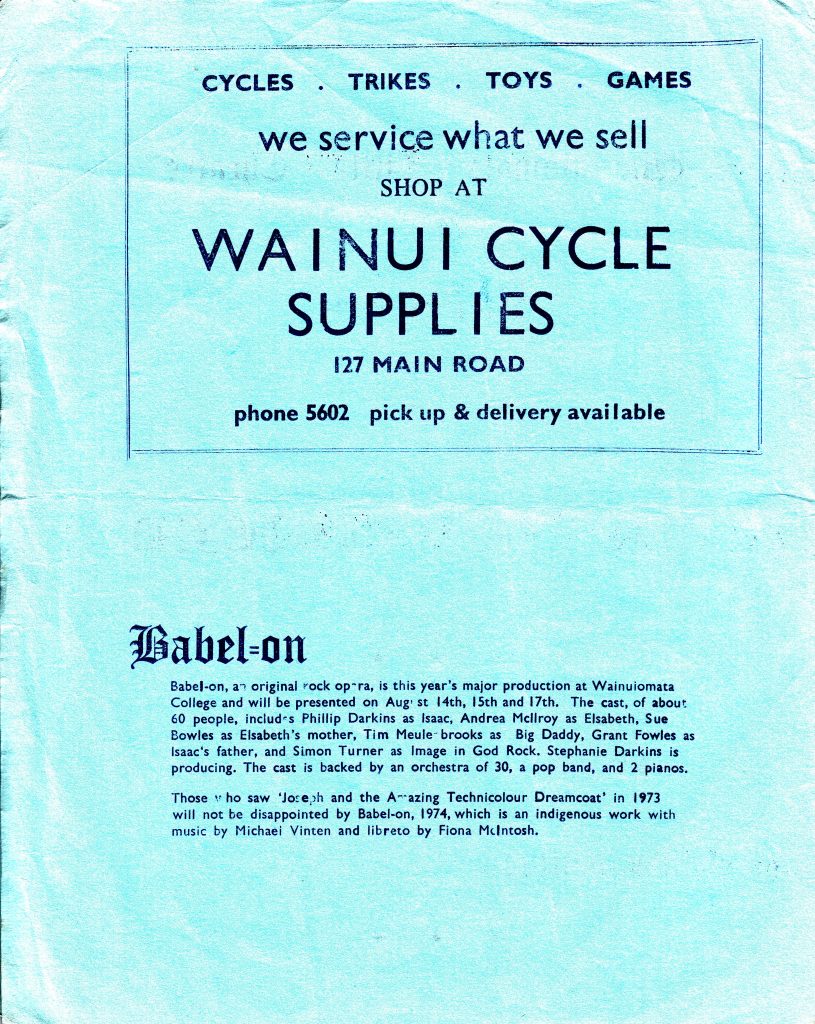 CYCLES . TRIKES . TOYS . GAMES
we service what we sell
SHOP AT
WAINUI CYCLE
SUPPLIES
127 MAIN ROAD
phone 5602 pick up & delivery available
Babel-on
Babel-on, an original rock opera, is this year's major production at Wainuiomata
College and will be presented on August 14th, 15th and 17th. The cast, of about
60 people, includes Phillip Darkins as Isaac, Andrea McIlroy as Elsabeth, Sue
Bowles as Elsabeth's mother, Tim brooks as Big Daddy, Grant Fowles as
Isaac's father, and Simon Turner as Image in God Rock. Stephanie Darkins is
producing. The cast is backed by an orchestra of 30, a pop band, and 2 pianos.
Those who saw 'Joseph and the Amazing Technicolour Dreamcoat' in 1973
will not be disappointed by Babel-on, 1974, which is an indigenous work with
music by Michael Vinten and libreto by Fiona McIntosh.